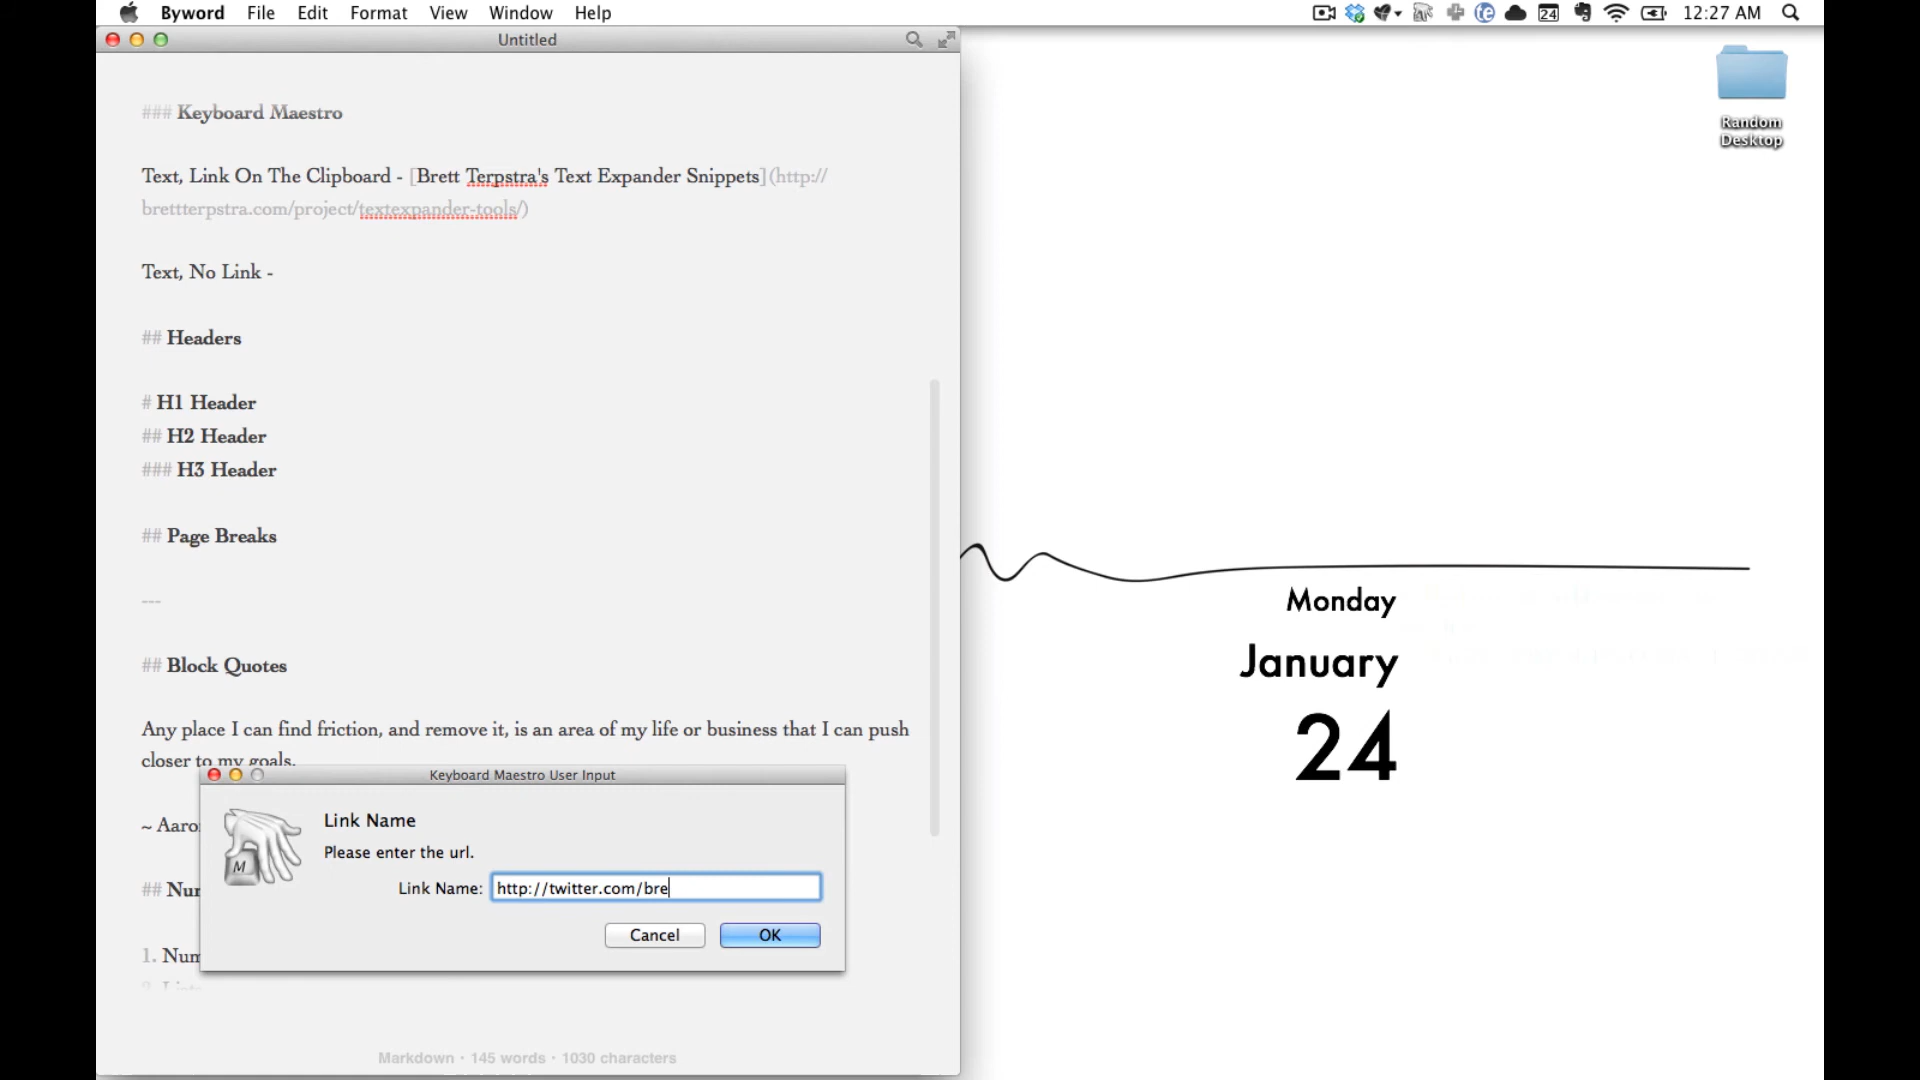 Byword File Edit Format View Window Help
24 12:27 AM
Untitled
Random
Desktop
### Keyboard Maestro
Text, Link On The Clipboard - [Brett Terpstra's Text Expander Snippets](http://
brettterpstra.com/project/textexpander-tools/)
Text, No Link -
## Headers
# H1 Header
## H2 Header
### H3 Header
## Page Breaks
---
Monday
January
24
## Block Quotes
Any place I can find friction, and remove it, is an area of my life or business that I can push
closer to my goals.
~ Aaro
## Nu
1. Num
Keyboard Maestro User Input
Link Name
Please enter the url.
Link Name: http://twitter.com/bre
Cancel OK
M
Markdown • 145 words • 1030 characters